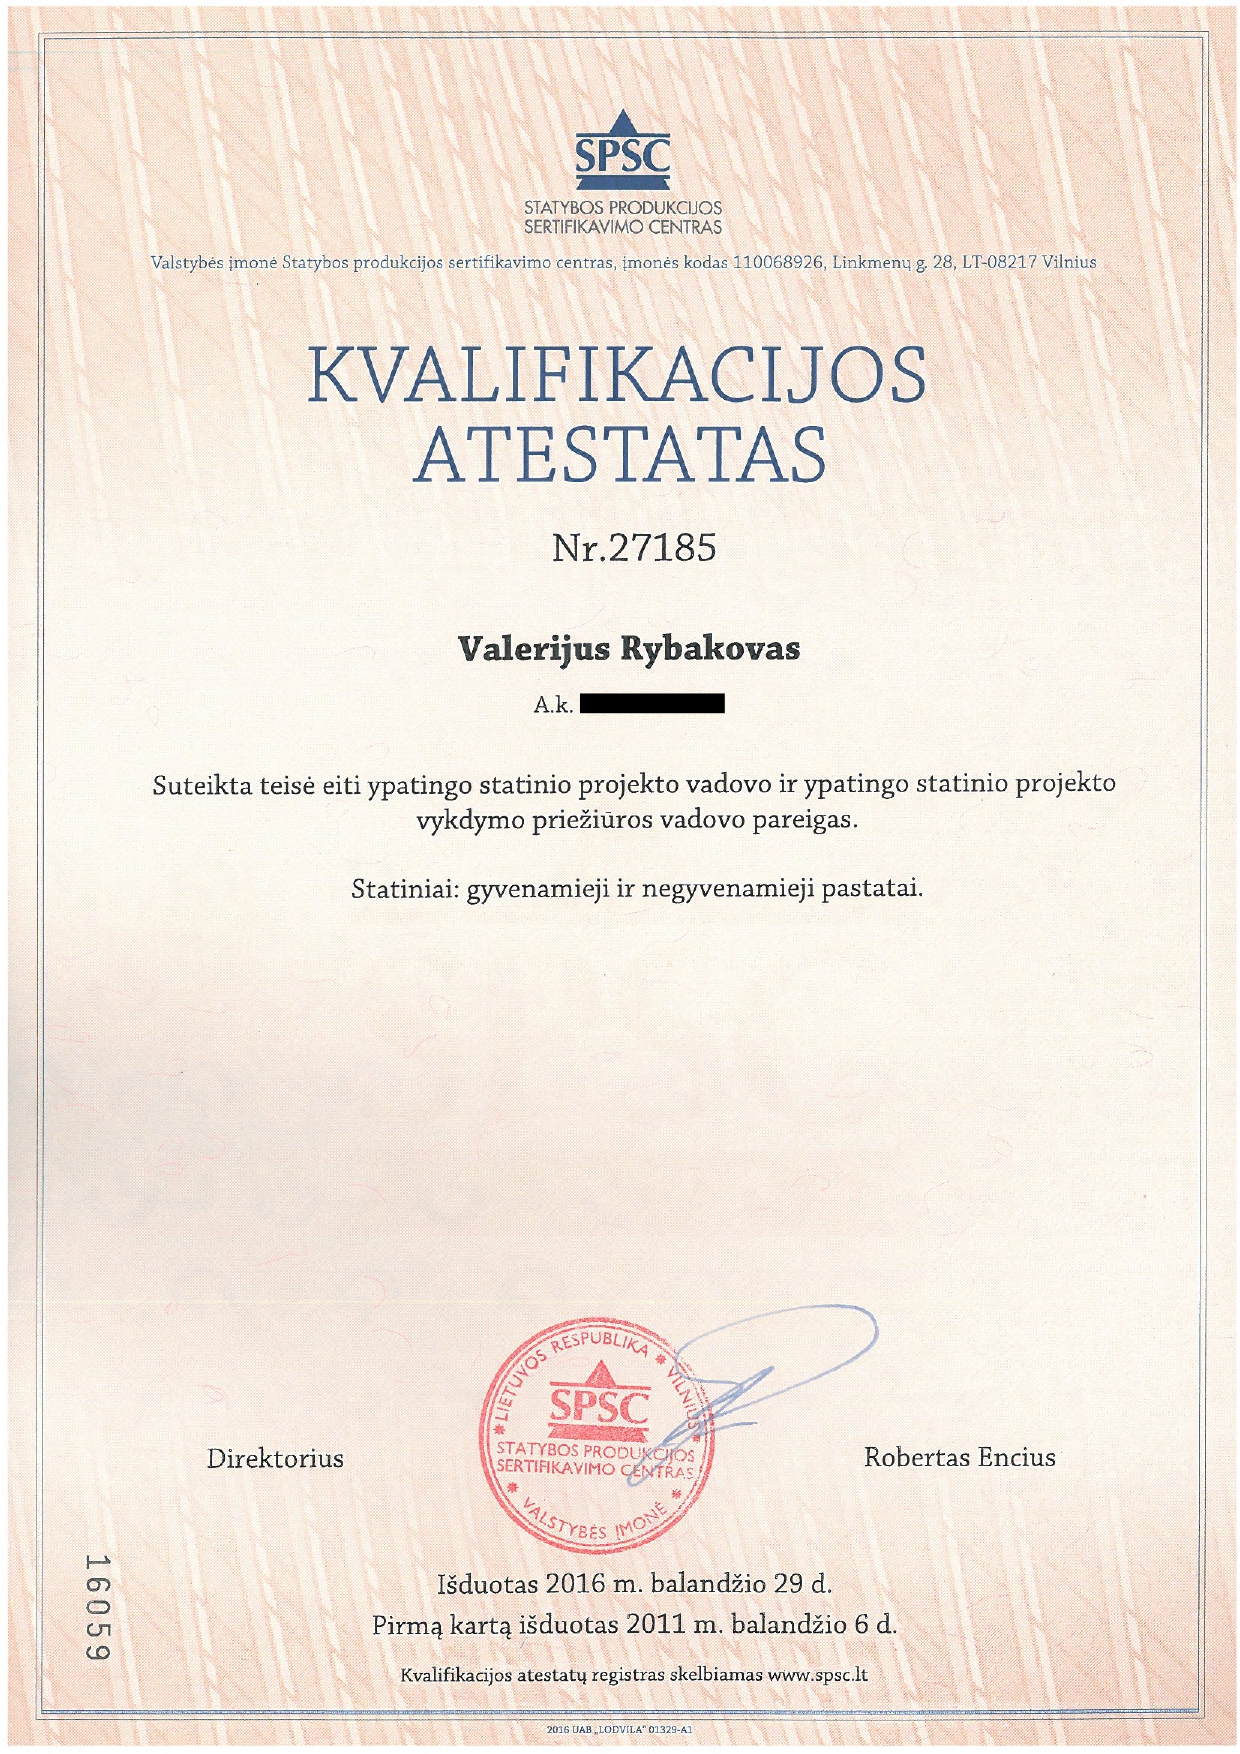 SPSC
STATYBOS PRODUKCIJOS
SERTIFIKAVIMO CENTRAS
Valstybės įmonė Statybos produkcijos sertifikavimo centras, įmonės kodas 110068926, Linkmenų g. 28, LT-08217 Vilnius
KVALIFIKACIJOS
ATESTATAS
Nr.27185
Valerijus Rybakovas
A.k.
Suteikta teisė eiti ypatingo statinio projekto vadovo ir ypatingo statinio projekto
vykdymo priežiūros vadovo pareigas.
Statiniai: gyvenamieji ir negyvenamieji pastatai.
LIETUVOS RESPUBLIKA * VILNIUS *
SPSC
STATYBOS PRODUKCIJOS
SERTIFIKAVIMO CENTRAS
* VALSTYBĖS ĮMONĖ *
Direktorius
Robertas Encius
16059
Išduotas 2016 m. balandžio 29 d.
Pirmą kartą išduotas 2011 m. balandžio 6 d.
Kvalifikacijos atestatų registras skelbiamas www.spsc.lt
2016 UAB „LODVILA" 01329-A1